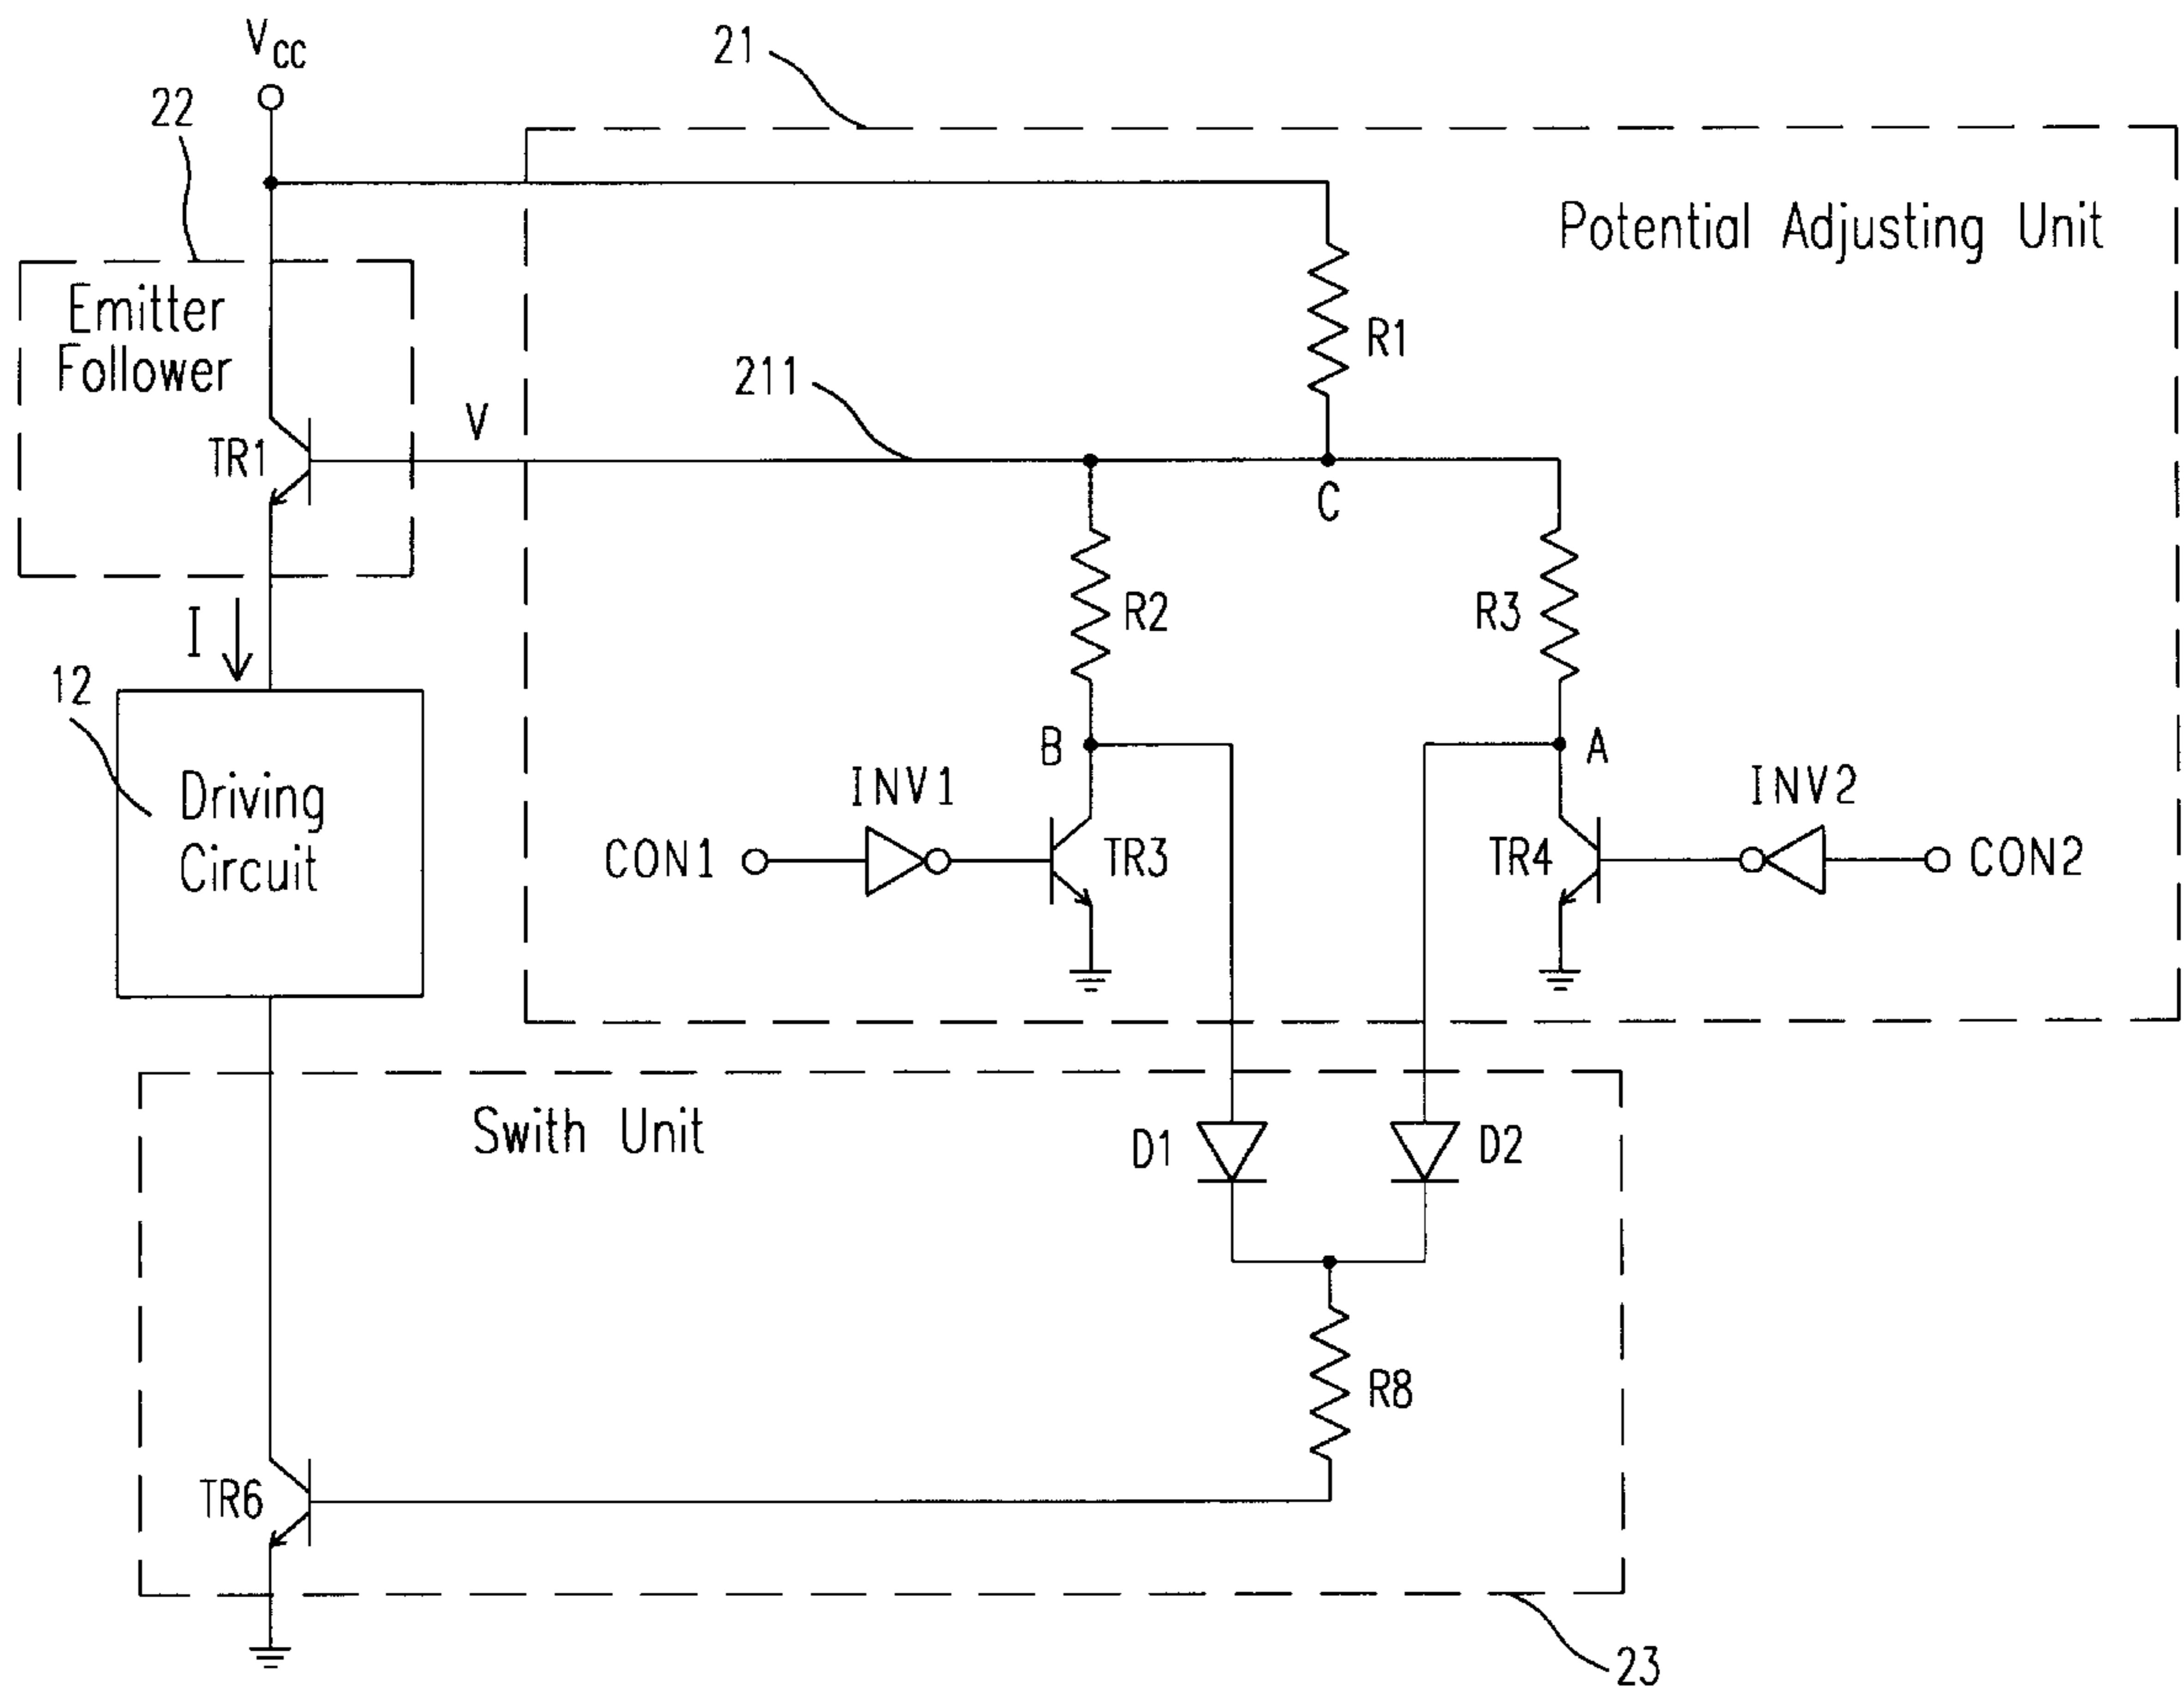 VCC
21
22
Potential Adjusting Unit
Emitter
Follower
R1
211
V
TR1
C
R2
R3
I
12
B
A
Driving
Circuit
INV1
INV2
CON1
TR3
TR4
CON2
Swith Unit
D1
D2
R8
TR6
23